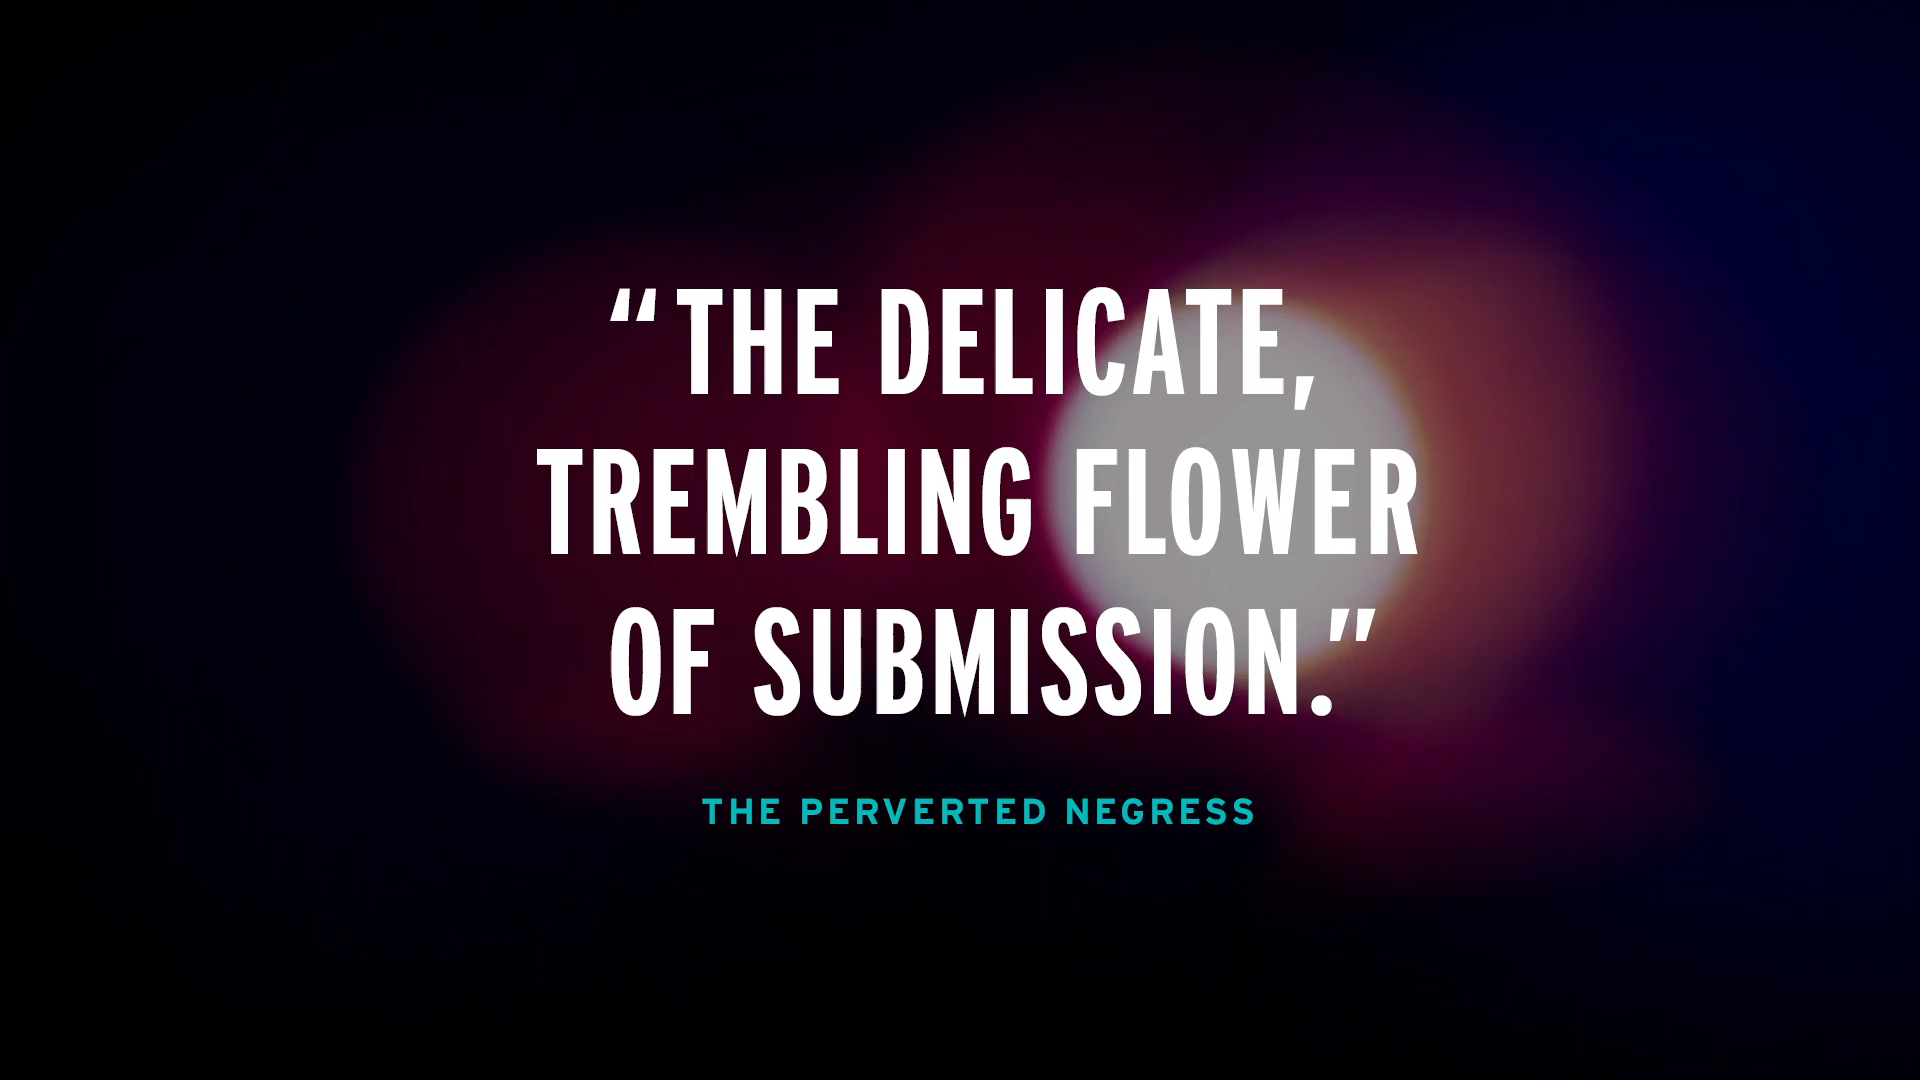 “THE DELICATE,
TREMBLING FLOWER
OF SUBMISSION.”
THE PERVERTED NEGRESS